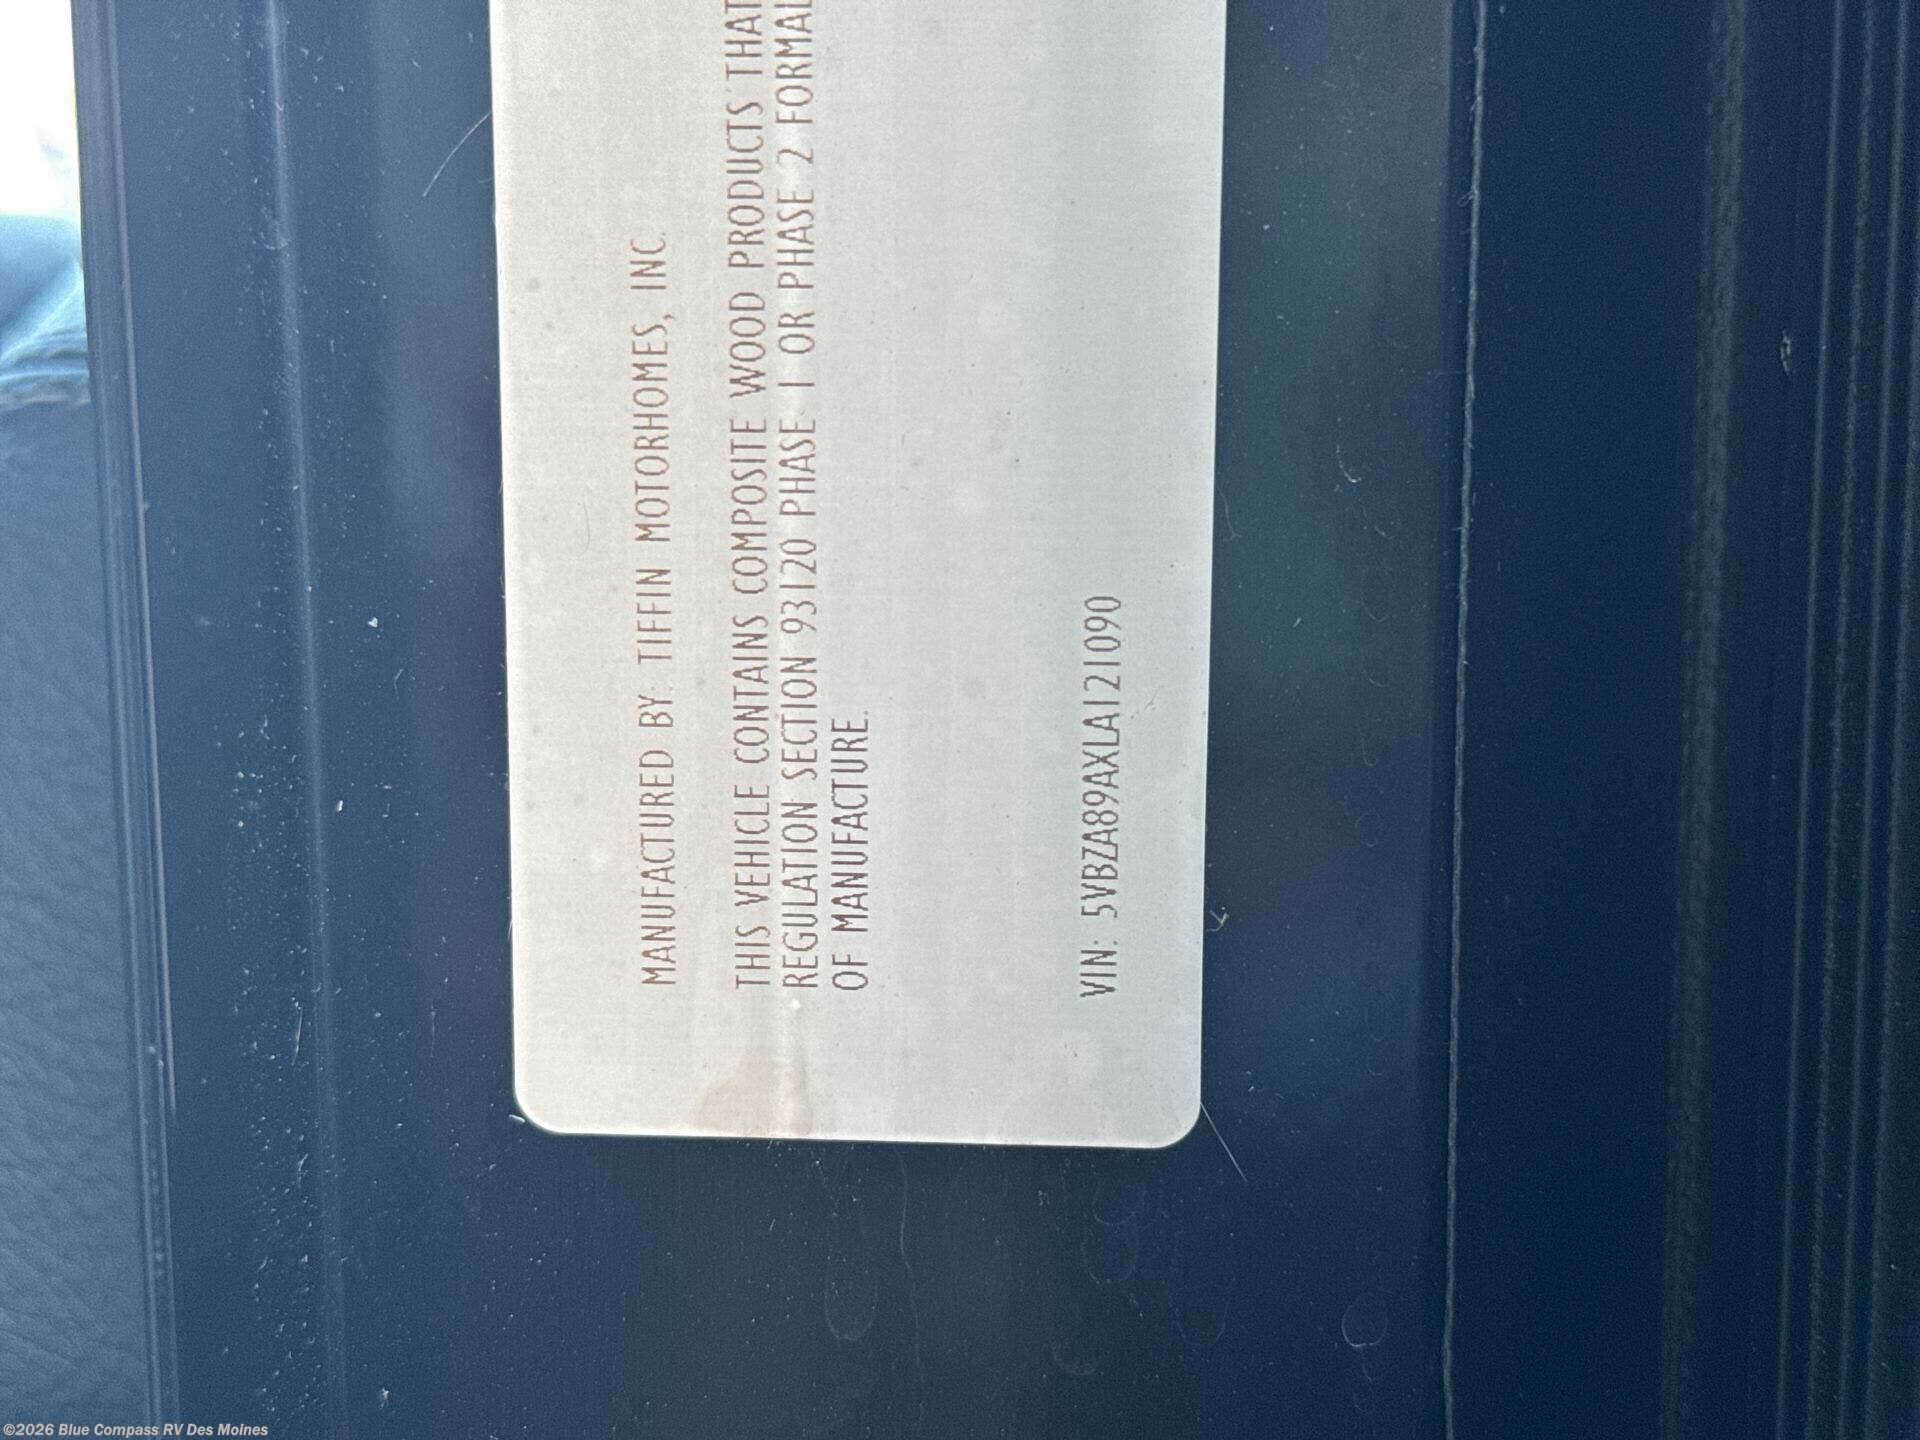 MANUFACTURED BY: TIFFIN MOTORHOMES, INC.
THIS VEHICLE CONTAINS COMPOSITE WOOD PRODUCTS THAT
REGULATION SECTION 93120 PHASE 1 OR PHASE 2 FORMAL
OF MANUFACTURE.
VIN: 5VBZA89AXLA121090
©2026 Blue Compass RV Des Moines